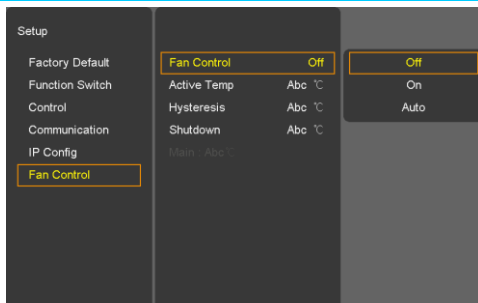 Setup
Factory Default
Function Switch
Control
Communication
IP Config
Fan Control
Fan Control Off
Active Temp Abc ℃
Hysteresis Abc ℃
Shutdown Abc ℃
Main : Abc℃
Off
On
Auto